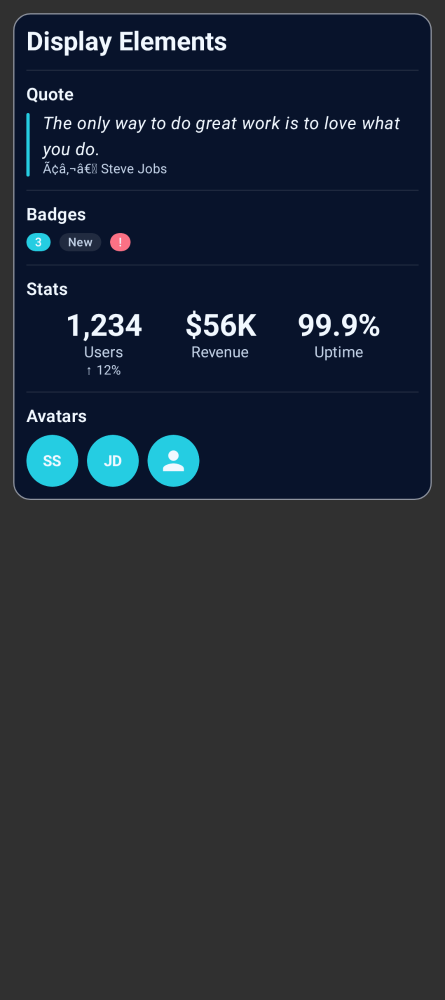 Display Elements
Quote
The only way to do great work is to love what
you do.
Steve Jobs
Badges
3 New !
Stats
1,234 $56K 99.9%
Users Revenue Uptime
↑ 12%
Avatars
SS JD